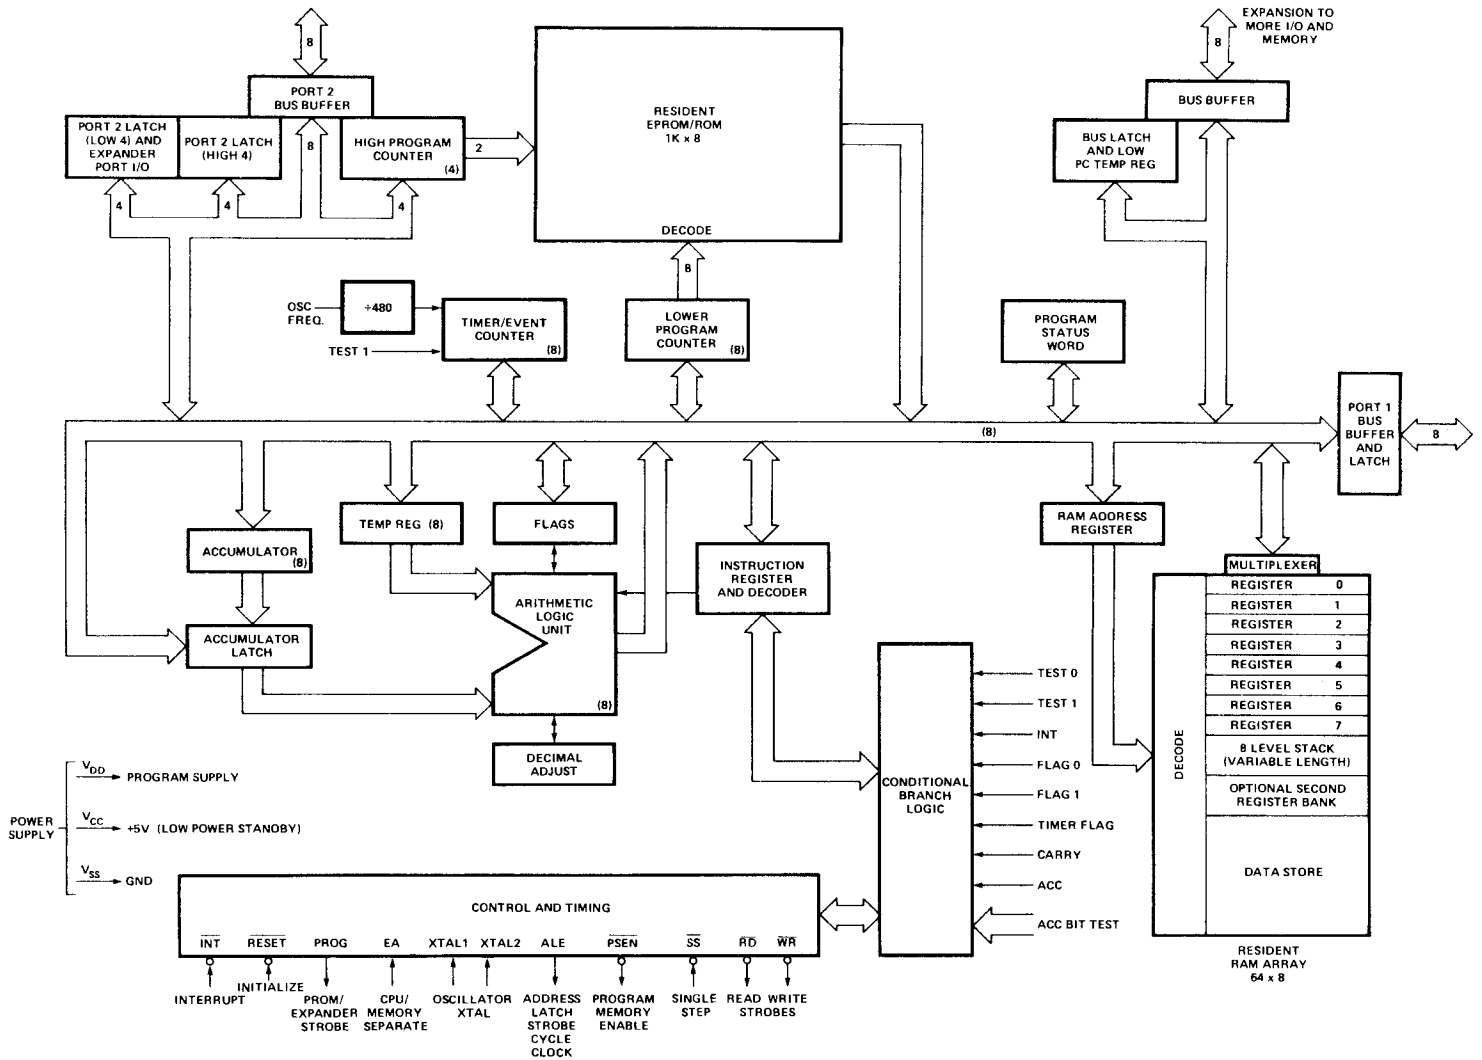 8
EXPANSION TO
MORE I/O AND
MEMORY
8
PORT 2
BUS BUFFER
BUS BUFFER
PORT 2 LATCH
(LOW 4) AND
EXPANDER
PORT I/O
PORT 2 LATCH
(HIGH 4)
8
HIGH PROGRAM
COUNTER
(4)
2
RESIDENT
EPROM/ROM
1K x 8
DECODE
BUS LATCH
AND LOW
PC TEMP REG
4
4
4
8
OSC
FREQ.
÷480
TEST 1
TIMER/EVENT
COUNTER
(8)
LOWER
PROGRAM
COUNTER
(8)
PROGRAM
STATUS
WORD
(8)
PORT 1
BUS
BUFFER
AND
LATCH
8
ACCUMULATOR
(8)
TEMP REG (8)
FLAGS
INSTRUCTION
REGISTER
AND DECODER
RAM ADDRESS
REGISTER
ACCUMULATOR
LATCH
ARITHMETIC
LOGIC
UNIT
(8)
DECIMAL
ADJUST
MULTIPLEXER
DECODE
REGISTER 0
REGISTER 1
REGISTER 2
REGISTER 3
REGISTER 4
REGISTER 5
REGISTER 6
REGISTER 7
8 LEVEL STACK
(VARIABLE LENGTH)
OPTIONAL SECOND
REGISTER BANK
DATA STORE
RESIDENT
RAM ARRAY
64 x 8
CONDITIONAL
BRANCH
LOGIC
TEST 0
TEST 1
INT
FLAG 0
FLAG 1
TIMER FLAG
CARRY
ACC
ACC BIT TEST
POWER
SUPPLY
VDD
PROGRAM SUPPLY
VCC
+5V (LOW POWER STANDBY)
VSS
GND
CONTROL AND TIMING
INT RESET PROG EA XTAL1 XTAL2 ALE PSEN SS RD WR
INTERRUPT
INITIALIZE
PROM/
EXPANDER
STROBE
CPU/
MEMORY
SEPARATE
OSCILLATOR
XTAL
ADDRESS
LATCH
STROBE
CYCLE
CLOCK
PROGRAM
MEMORY
ENABLE
SINGLE
STEP
READ WRITE
STROBES